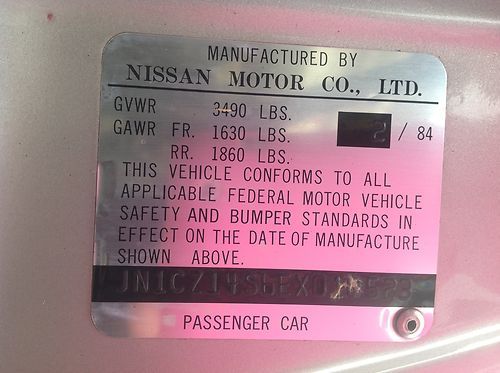 MANUFACTURED BY
NISSAN MOTOR CO., LTD.
GVWR 3490 LBS.
GAWR FR. 1630 LBS. 2 / 84
RR. 1860 LBS.
THIS VEHICLE CONFORMS TO ALL
APPLICABLE FEDERAL MOTOR VEHICLE
SAFETY AND BUMPER STANDARDS IN
EFFECT ON THE DATE OF MANUFACTURE
SHOWN ABOVE.
PASSENGER CAR